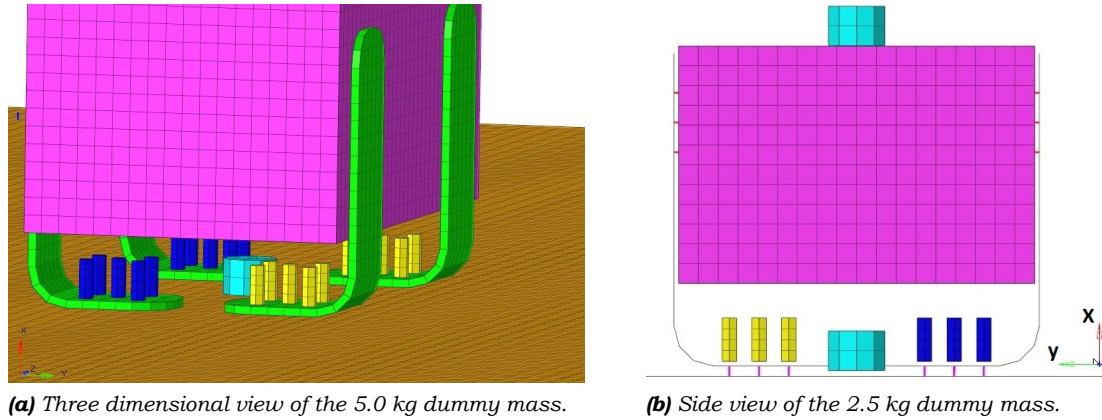 x
Z
Y
X
y
(a) Three dimensional view of the 5.0 kg dummy mass.
(b) Side view of the 2.5 kg dummy mass.